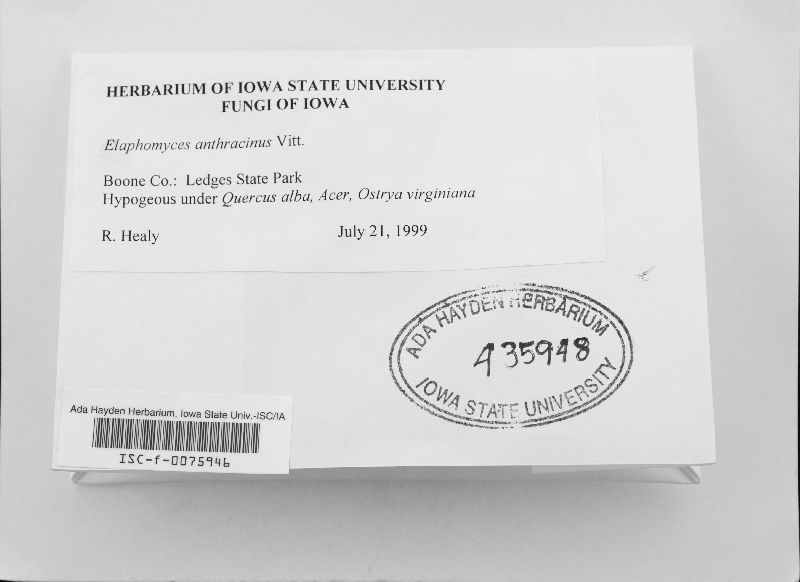 HERBARIUM OF IOWA STATE UNIVERSITY
FUNGI OF IOWA
Elaphomyces anthracinus Vitt.
Boone Co.: Ledges State Park
Hypogeous under Quercus alba, Acer, Ostrya virginiana
R. Healy July 21, 1999
ADA HAYDEN HERBARIUM
435948
IOWA STATE UNIVERSITY
Ada Hayden Herbarium, Iowa State Univ.-ISC/IA
ISC-f-0075946